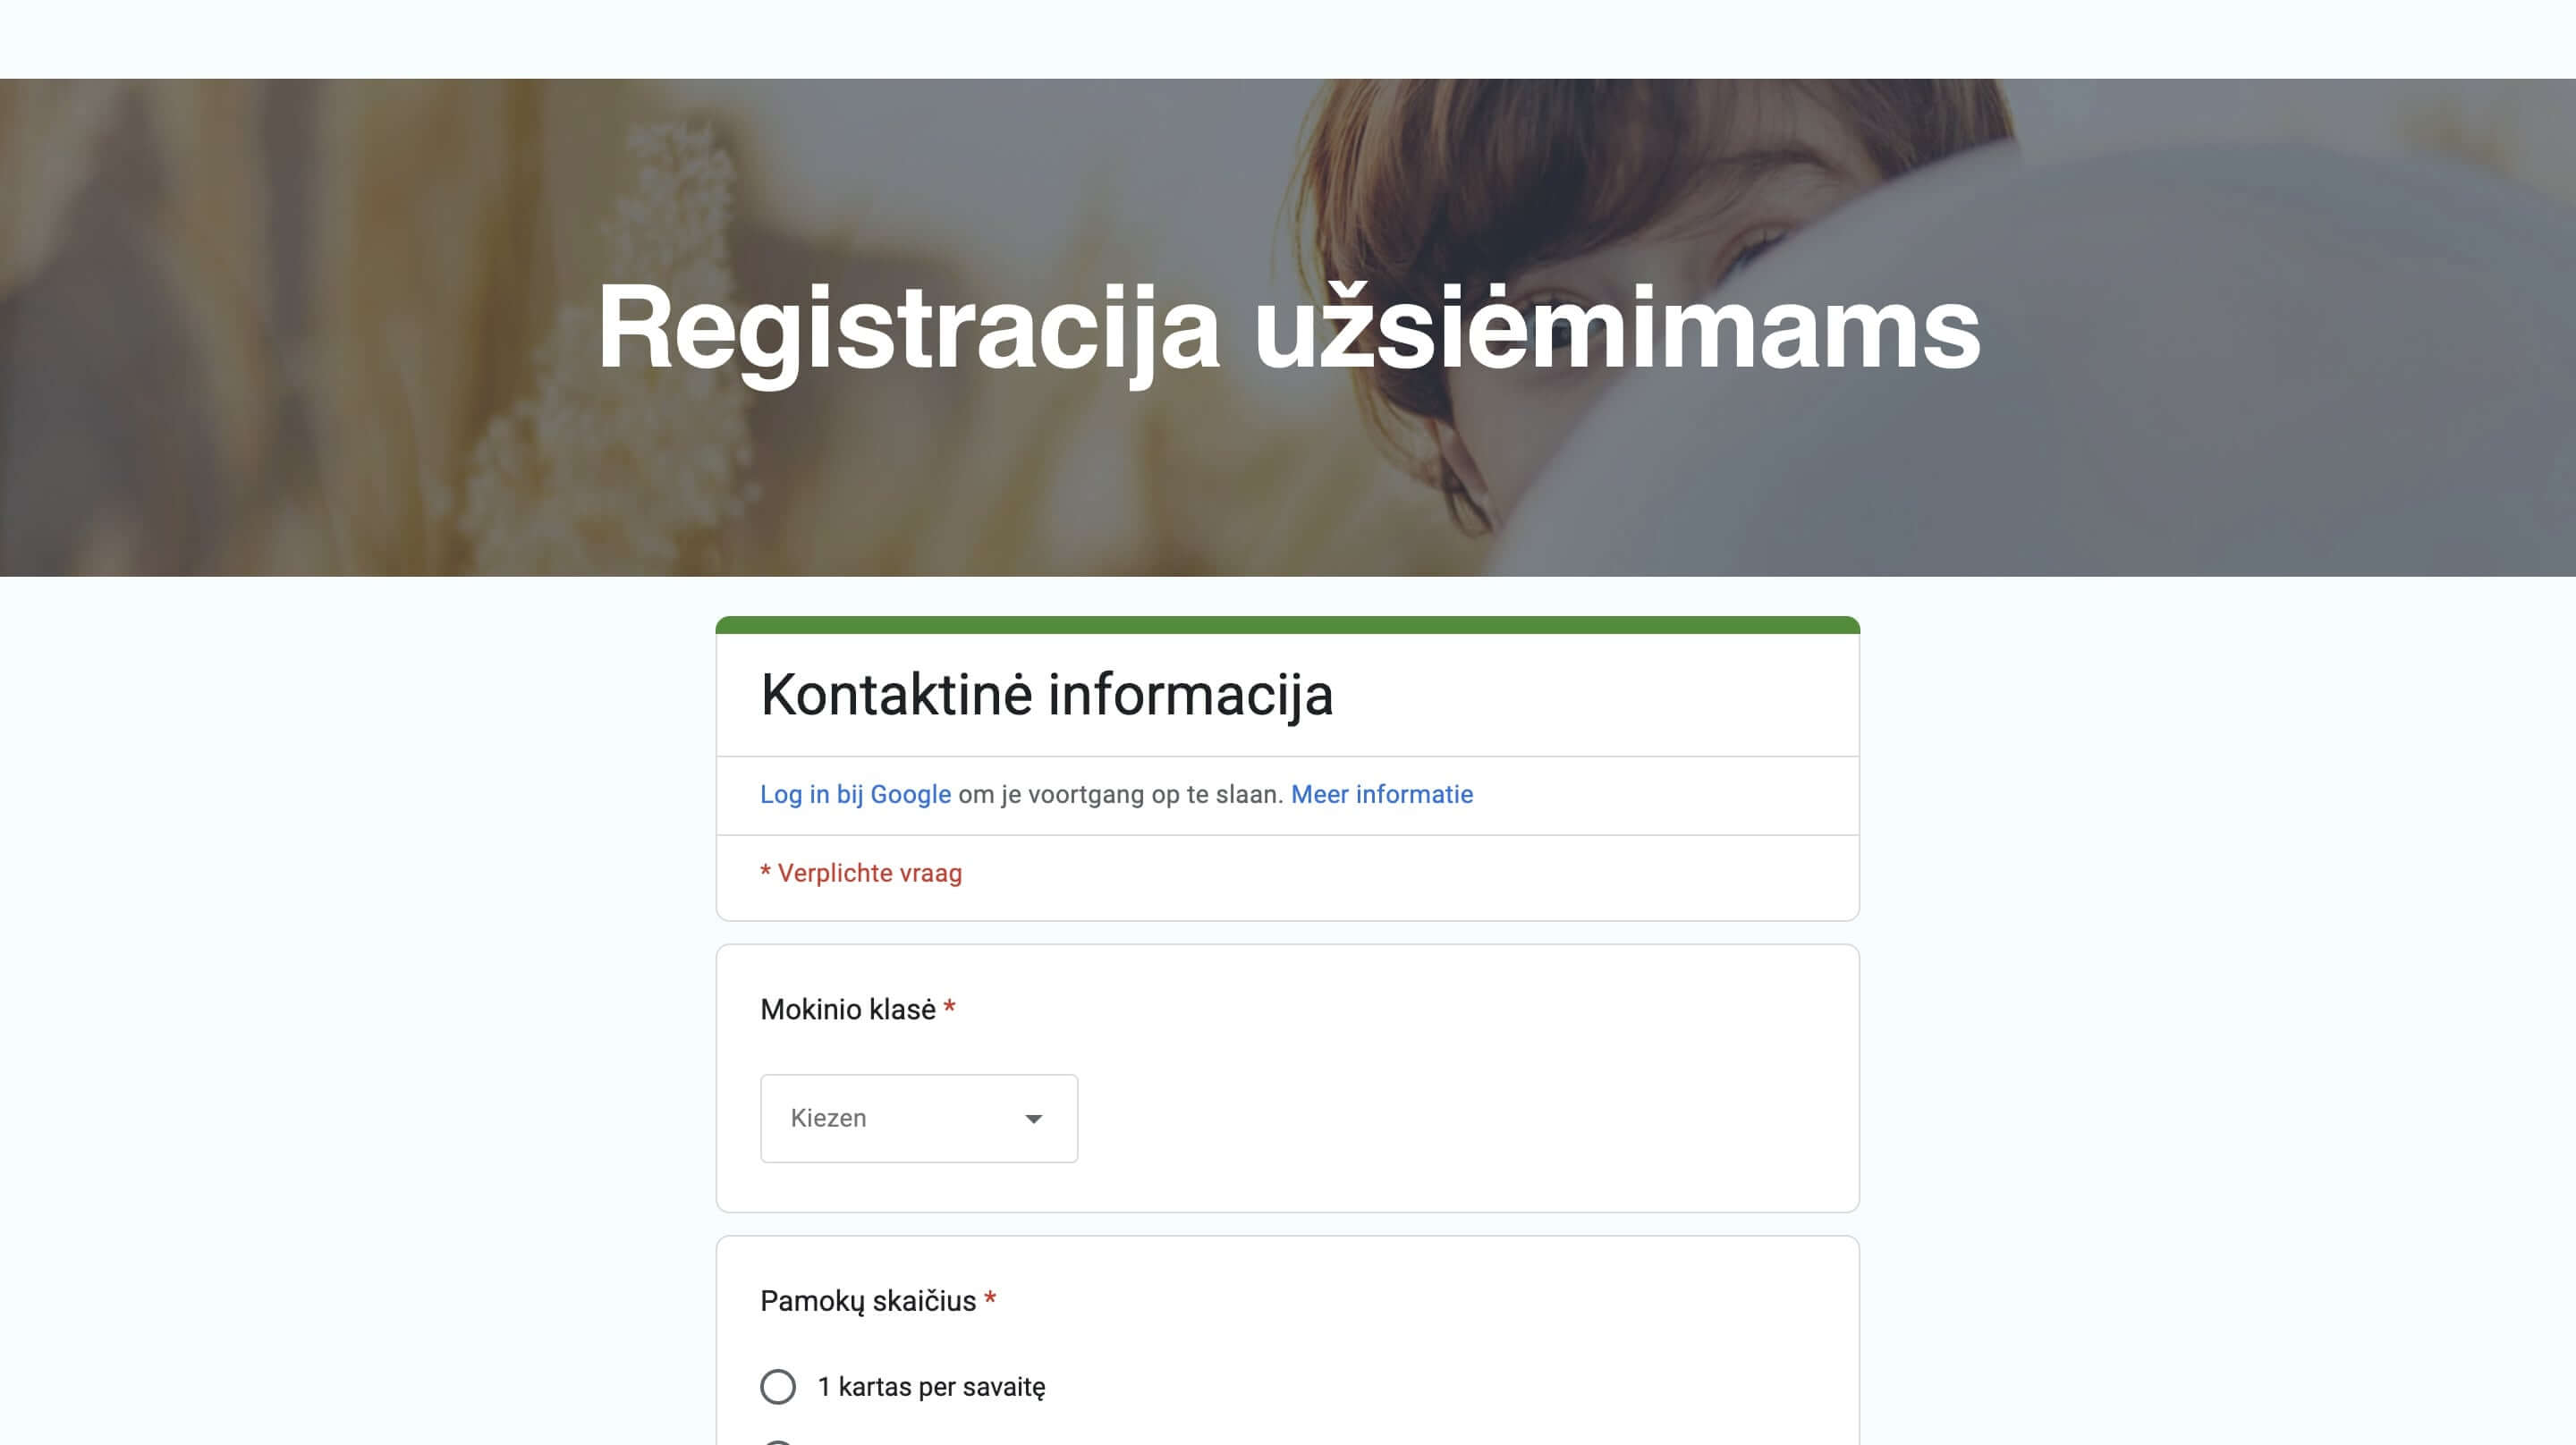 Registracija užsiėmimams
Kontaktinė informacija
Log in bij Google om je voortgang op te slaan. Meer informatie
* Verplichte vraag
Mokinio klasė *
Kiezen
Pamokų skaičius *
1 kartas per savaitę